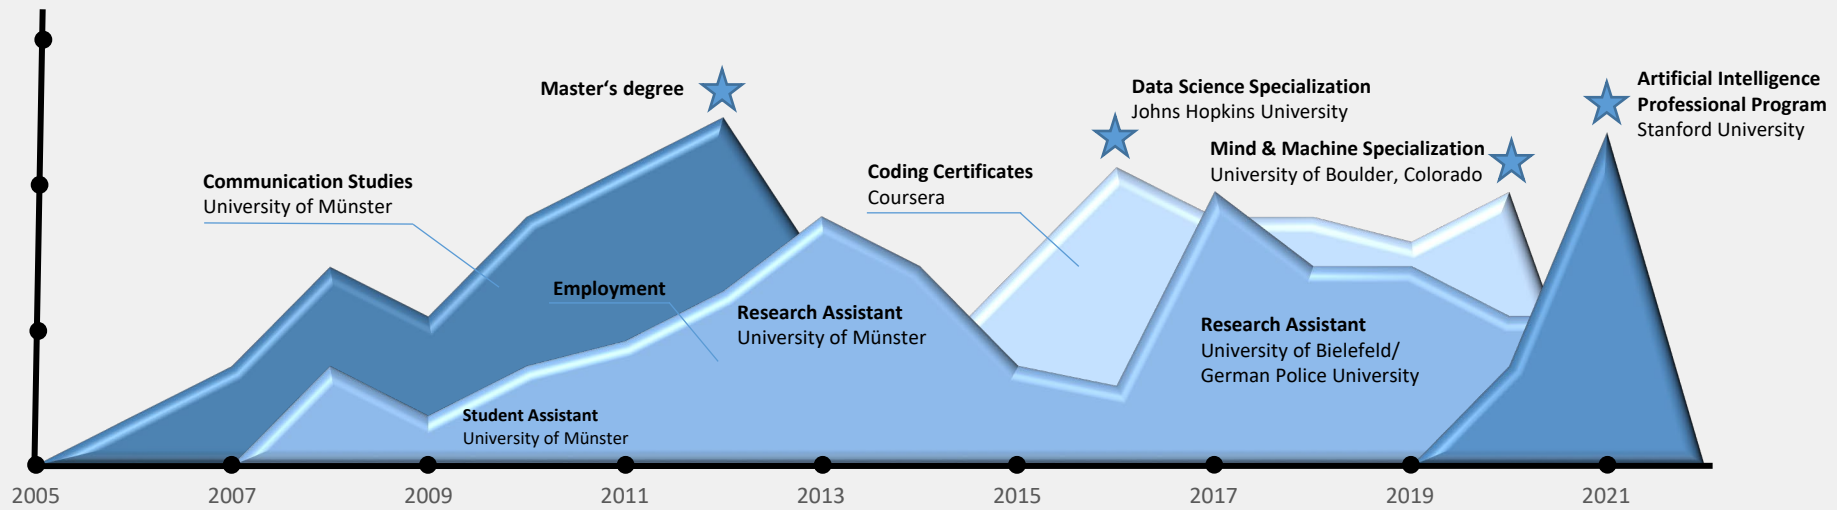 Master‘s degree
Data Science Specialization
Johns Hopkins University
Artificial Intelligence
Professional Program
Stanford University
Mind & Machine Specialization
University of Boulder, Colorado
Communication Studies
University of Münster
Coding Certificates
Coursera
Employment
Research Assistant
University of Münster
Research Assistant
University of Bielefeld/
German Police University
Student Assistant
University of Münster
2005 2007 2009 2011 2013 2015 2017 2019 2021